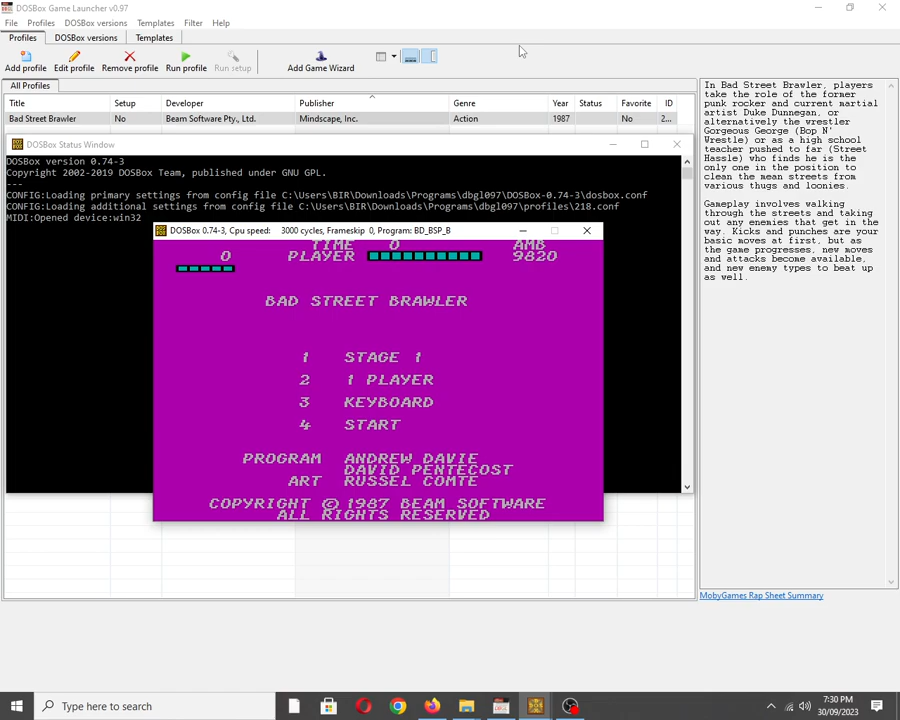 DOSBox Game Launcher v0.97
File Profiles DOSBox versions Templates Filter Help
Profiles DOSBox versions Templates
Add profile Edit profile Remove profile Run profile Run setup Add Game Wizard
All Profiles
Title Setup Developer Publisher Genre Year Status Favorite ID
Bad Street Brawler No Beam Software Pty., Ltd. Mindscape, Inc. Action 1987 No 2...
DOSBox Status Window
DOSBox version 0.74-3
Copyright 2002-2019 DOSBox Team, published under GNU GPL.
---
CONFIG:Loading primary settings from config file C:\Users\BIR\Downloads\Programs\dbgl097\DOSBox-0.74-3\dosbox.conf
CONFIG:Loading additional settings from config file C:\Users\BIR\Downloads\Programs\dbgl097\profiles\218.conf
MIDI:Opened device:win32
DOSBox 0.74-3, Cpu speed: 3000 cycles, Frameskip 0, Program: BD_BSP_B
TIME 0 AMB
0 PLAYER 9820
BAD STREET BRAWLER
1 STAGE 1
2 1 PLAYER
3 KEYBOARD
4 START
PROGRAM ANDREW DAVIE
DAVID PENTECOST
ART RUSSEL COMTE
COPYRIGHT © 1987 BEAM SOFTWARE
ALL RIGHTS RESERVED
In Bad Street Brawler, players
take the role of the former
punk rocker and current martial
artist Duke Dunnegan, or
alternatively the wrestler
Gorgeous George (Bop N'
Wrestle) or as a high school
teacher pushed to far (Street
Hassle) who finds he is the
only one in the position to
clean the mean streets from
various thugs and loonies.
Gameplay involves walking
through the streets and taking
out any enemies that get in the
way. Kicks and punches are your
basic moves at first, but as
the game progresses, new moves
and attacks become available,
and new enemy types to beat up
as well.
MobyGames Rap Sheet Summary
Type here to search
7:30 PM
30/09/2023